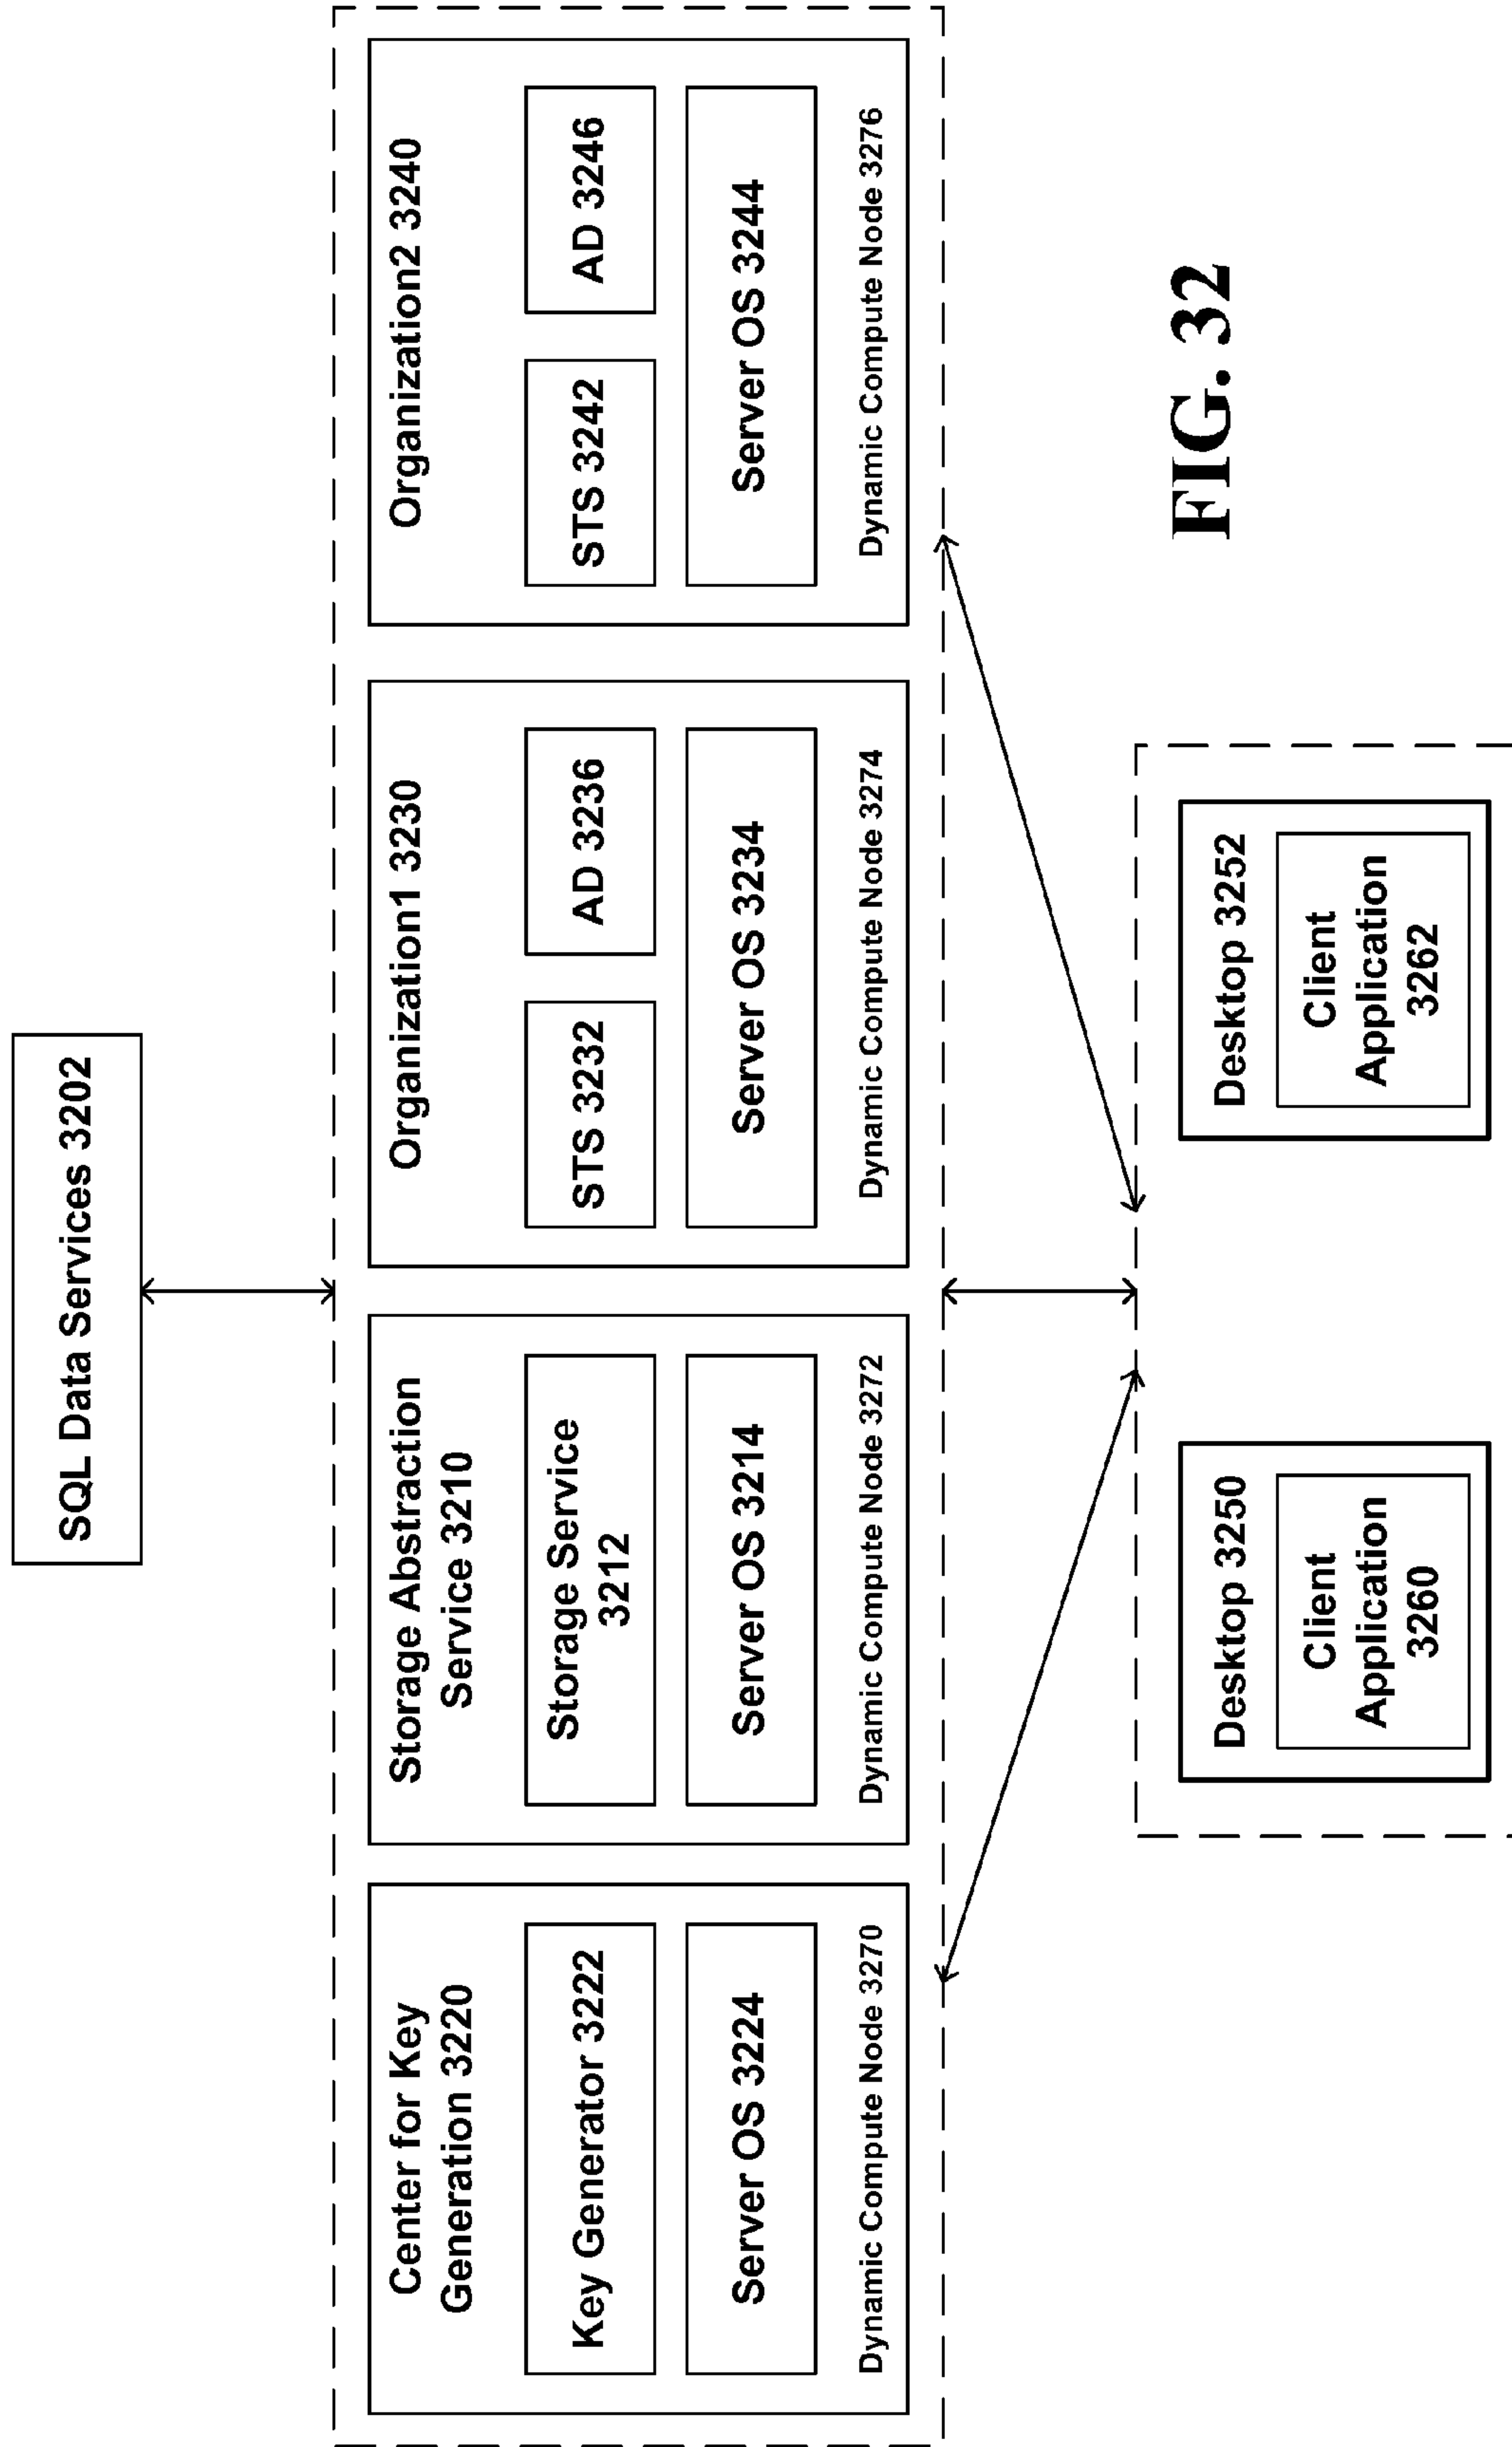 SQL Data Services 3202
Center for Key
Generation 3220
Key Generator 3222
Server OS 3224
Dynamic Compute Node 3270
Storage Abstraction
Service 3210
Storage Service
3212
Server OS 3214
Dynamic Compute Node 3272
Organization1 3230
STS 3232
AD 3236
Server OS 3234
Dynamic Compute Node 3274
Organization2 3240
STS 3242
AD 3246
Server OS 3244
Dynamic Compute Node 3276
Desktop 3250
Client
Application
3260
Desktop 3252
Client
Application
3262
FIG. 32